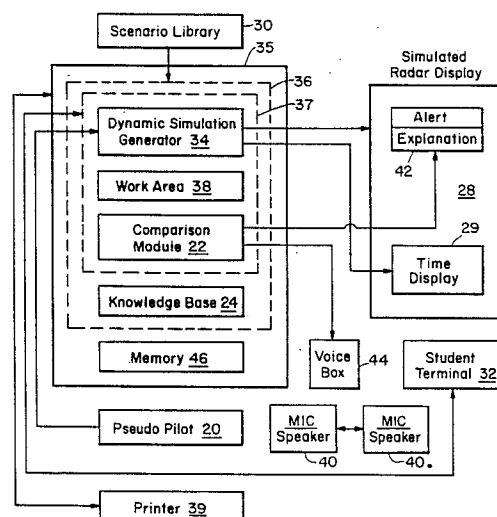 Scenario Library
30
35
36
37
Simulated
Radar Display
Dynamic Simulation
Generator 34
Alert
Explanation
42
28
Work Area 38
Comparison
Module 22
29
Time
Display
Knowledge Base 24
Memory 46
Voice
Box
44
Student
Terminal 32
Pseudo Pilot 20
MIC
Speaker
40
MIC
Speaker
40
Printer 39